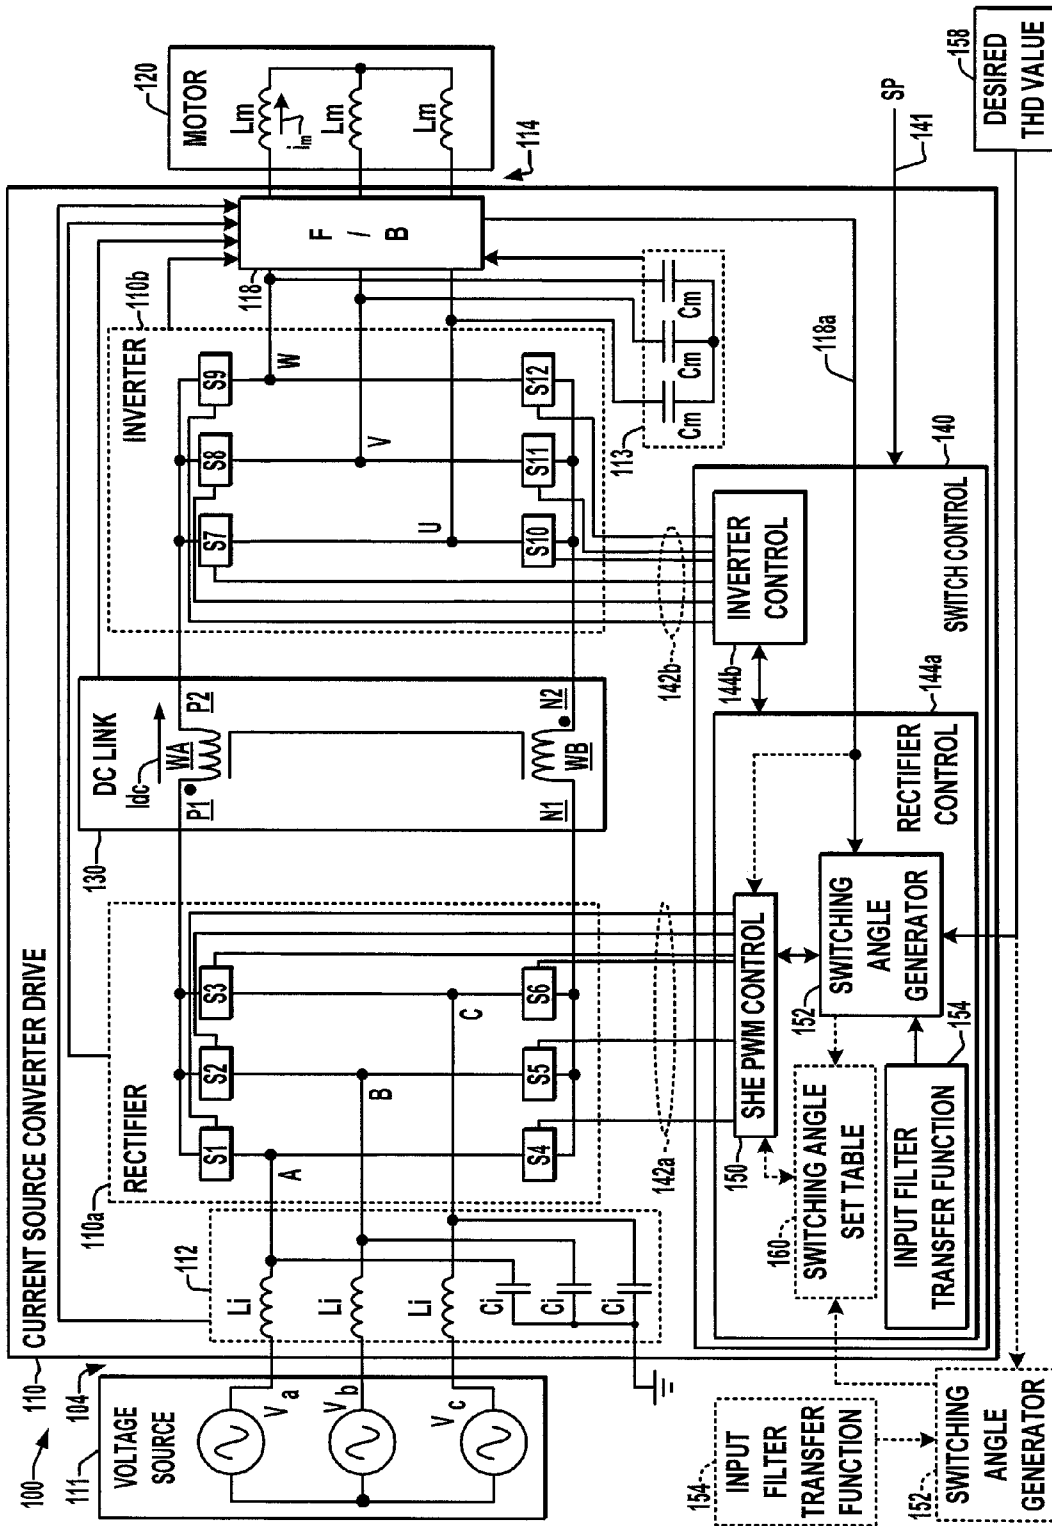 100
110
CURRENT SOURCE CONVERTER DRIVE
104
111
VOLTAGE
SOURCE
Va
Vb
Vc
112
Li
Li
Li
Ci
Ci
Ci
110a
RECTIFIER
S1
S2
S3
A
B
C
S4
S5
S6
142a
130
DC LINK
Idc
P1
WA
P2
N1
WB
N2
INVERTER
110b
S7
S8
S9
U
V
W
S10
S11
S12
142b
118
F / B
113
Cm
Cm
Cm
114
MOTOR
120
Lm
im
Lm
Lm
118a
SP
141
158
DESIRED
THD VALUE
140
SWITCH CONTROL
INVERTER
CONTROL
144b
144a
RECTIFIER
CONTROL
SHE PWM CONTROL
150
152
SWITCHING
ANGLE
GENERATOR
160
SWITCHING ANGLE
SET TABLE
154
INPUT FILTER
TRANSFER FUNCTION
154
INPUT
FILTER
TRANSFER
FUNCTION
152
SWITCHING
ANGLE
GENERATOR